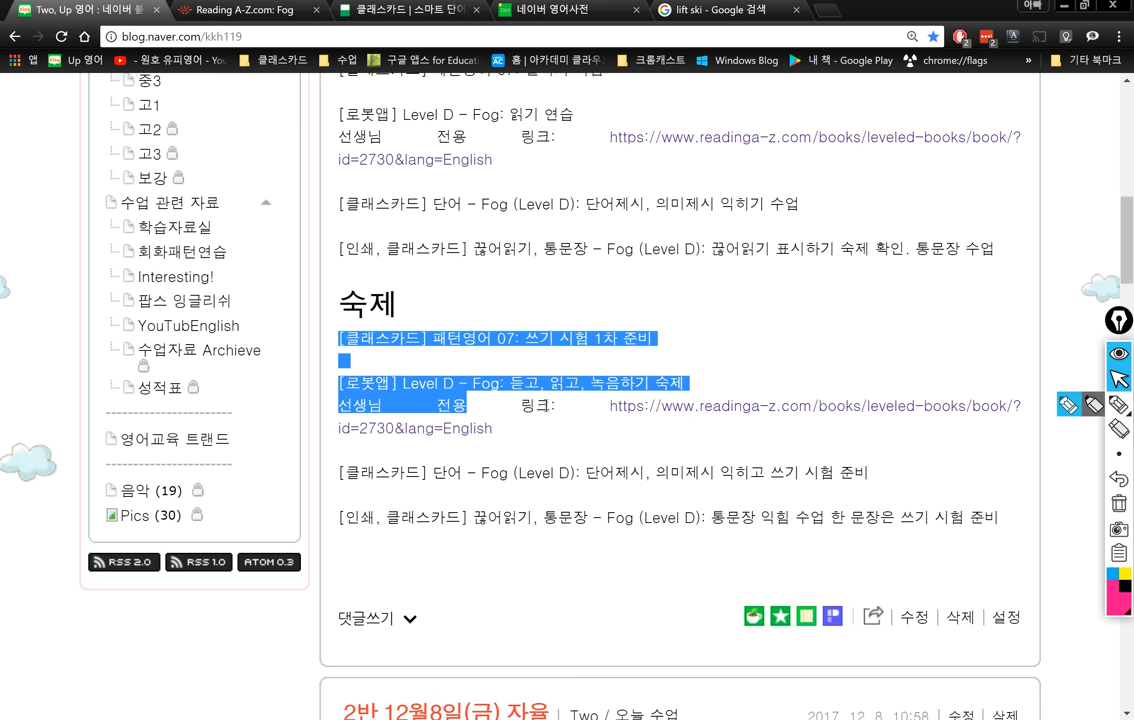 Two, Up 영어 : 네이버 블
Reading A-Z.com: Fog
클래스카드 | 스마트 단어
네이버 영어사전
lift ski - Google 검색
아빠
blog.naver.com/kkh119
앱
Up 영어
- 원호 유피영어 - You
클래스카드
수업
구글 앱스 for Educati
홈 | 아카데미 클라우
크롬캐스트
Windows Blog
내 책 - Google Play
chrome://flags
»
기타 북마크
중3
고1
고2
고3
보강
수업 관련 자료
학습자료실
회화패턴연습
Interesting!
팝스 잉글리쉬
YouTubEnglish
수업자료 Archieve
성적표
영어교육 트랜드
음악 (19)
Pics (30)
RSS 2.0 RSS 1.0 ATOM 0.3
[로봇앱] Level D - Fog: 읽기 연습
선생님 전용 링크: https://www.readinga-z.com/books/leveled-books/book/?
id=2730&lang=English
[클래스카드] 단어 - Fog (Level D): 단어제시, 의미제시 익히기 수업
[인쇄, 클래스카드] 끊어읽기, 통문장 - Fog (Level D): 끊어읽기 표시하기 숙제 확인. 통문장 수업
숙제
[클래스카드] 패턴영어 07: 쓰기 시험 1차 준비
[로봇앱] Level D - Fog: 듣고, 읽고, 녹음하기 숙제
선생님 전용 링크: https://www.readinga-z.com/books/leveled-books/book/?
id=2730&lang=English
[클래스카드] 단어 - Fog (Level D): 단어제시, 의미제시 익히고 쓰기 시험 준비
[인쇄, 클래스카드] 끊어읽기, 통문장 - Fog (Level D): 통문장 익힘 수업 한 문장은 쓰기 시험 준비
댓글쓰기
수정 | 삭제 | 설정
2반 12월8일(금) 자율 | Two / 오늘 수업
2017. 12. 8. 10:58 | 수정 | 삭제